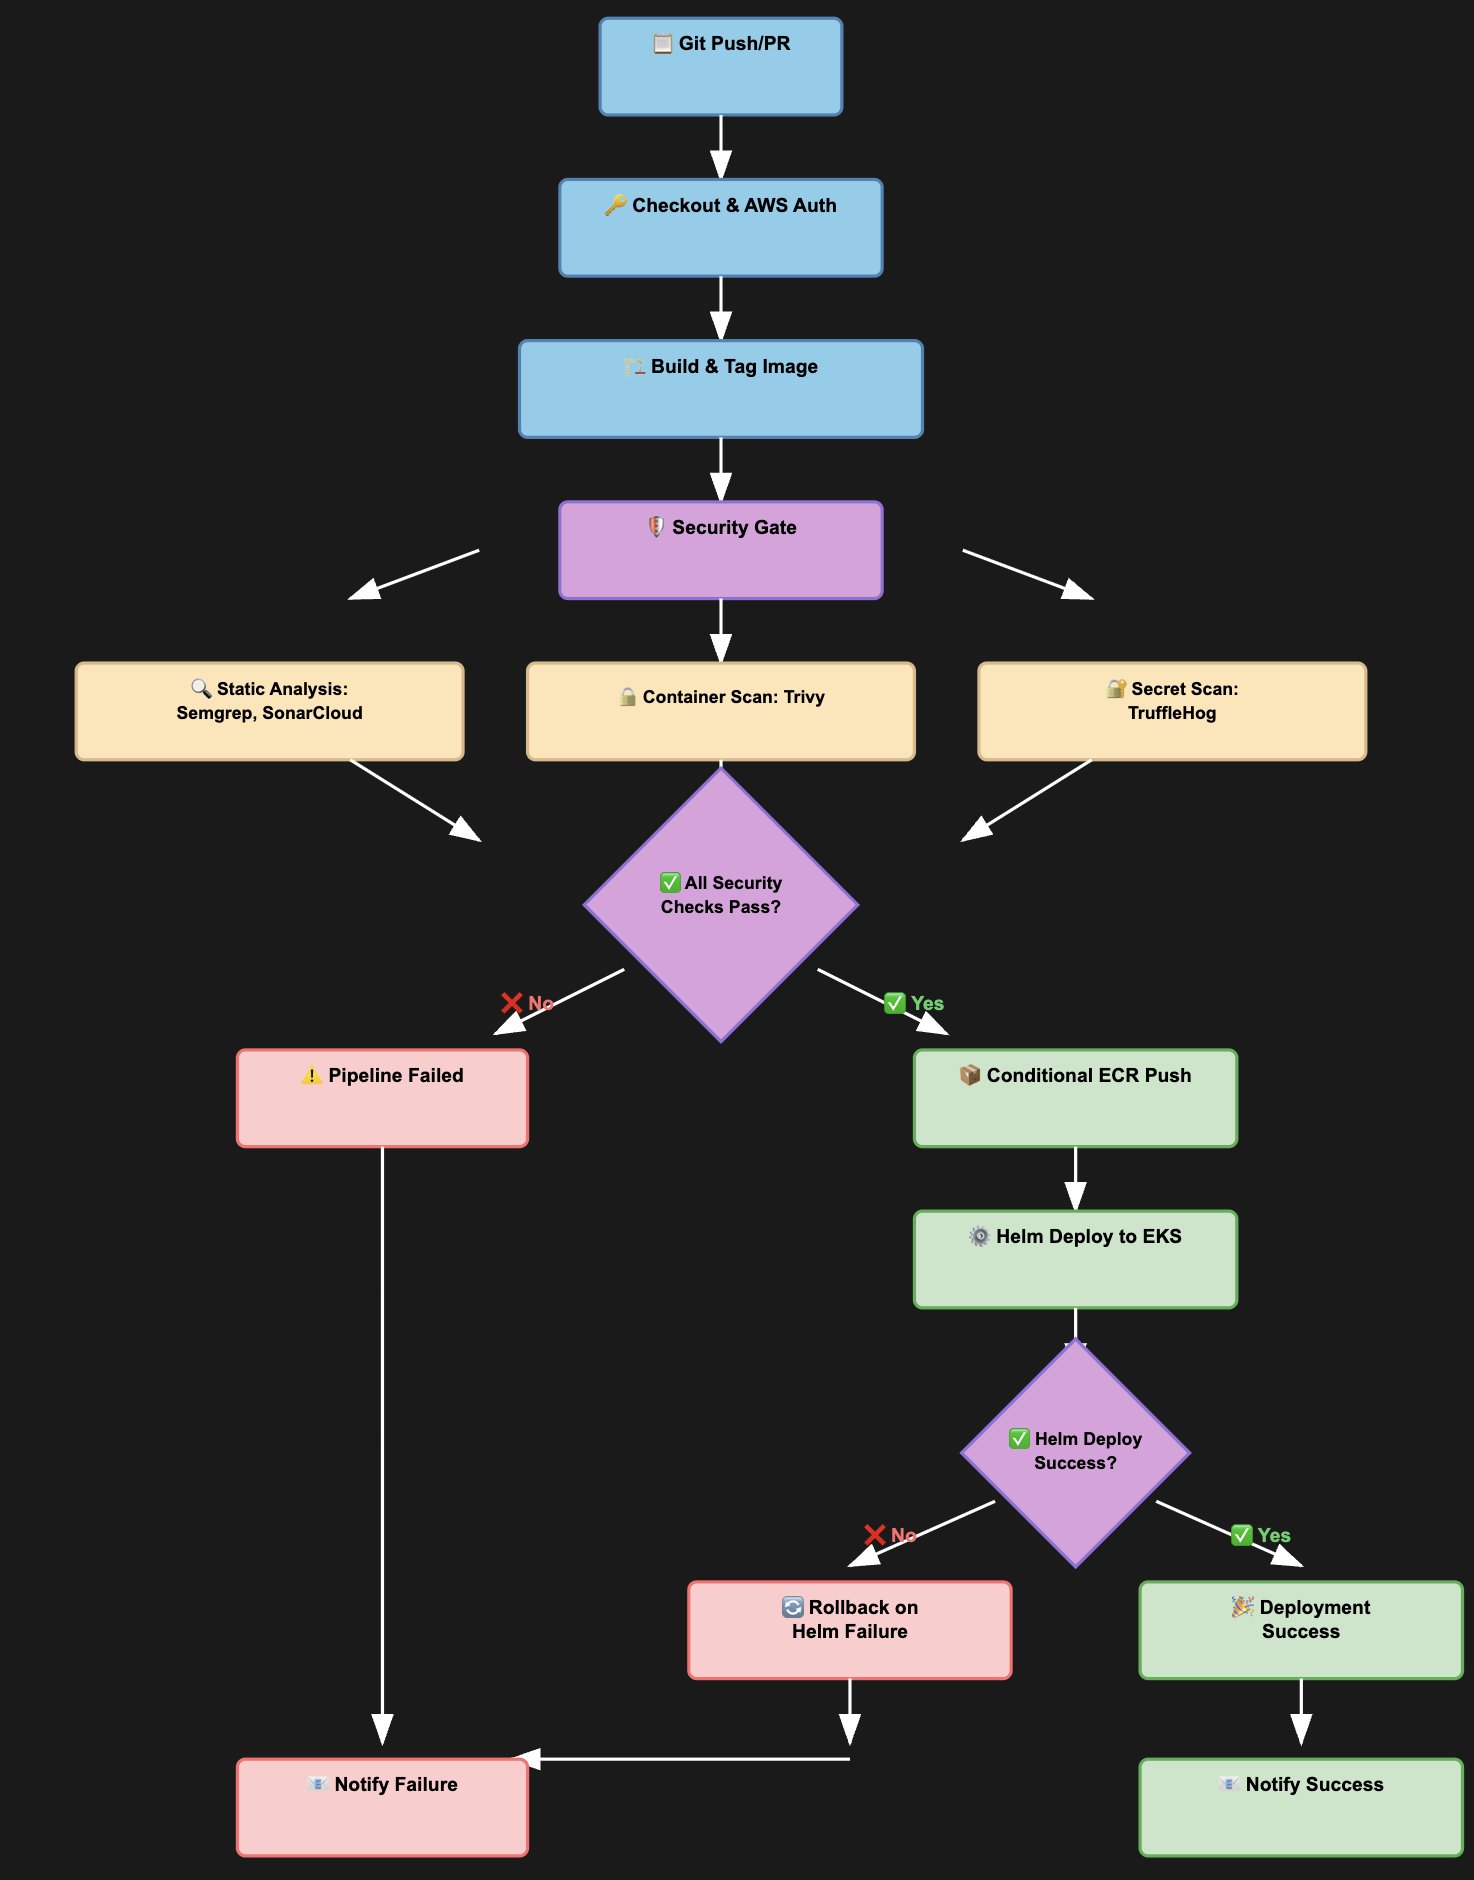 📋 Git Push/PR
🔑 Checkout & AWS Auth
🏗️ Build & Tag Image
🛡️ Security Gate
🔍 Static Analysis:
Semgrep, SonarCloud
🔒 Container Scan: Trivy
🔐 Secret Scan:
TruffleHog
✅ All Security
Checks Pass?
❌ No
✅ Yes
⚠️ Pipeline Failed
📦 Conditional ECR Push
⚙️ Helm Deploy to EKS
✅ Helm Deploy
Success?
❌ No
✅ Yes
🔄 Rollback on
Helm Failure
🎉 Deployment
Success
📧 Notify Failure
📧 Notify Success